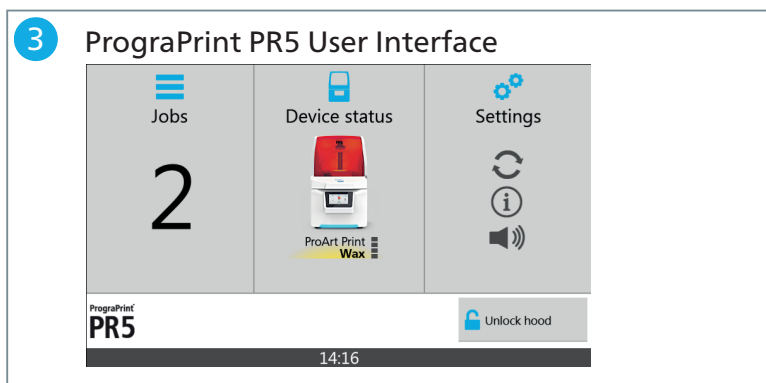 3
PrograPrint PR5 User Interface
Jobs
Device status
Settings
2
ProArt Print
Wax
PrograPrint
PR5
Unlock hood
14:16